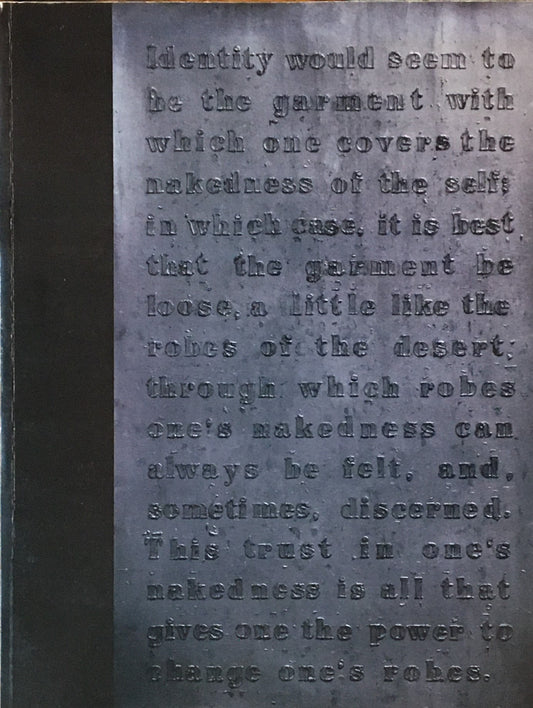 Identity would seem to
be the garment with
which one covers the
nakedness of the self;
in which case, it is best
that the garment be
loose, a little like the
robes of the desert,
through which robes
one's nakedness can
always be felt, and,
sometimes, discerned.
This trust in one's
nakedness is all that
gives one the power to
change one's robes.